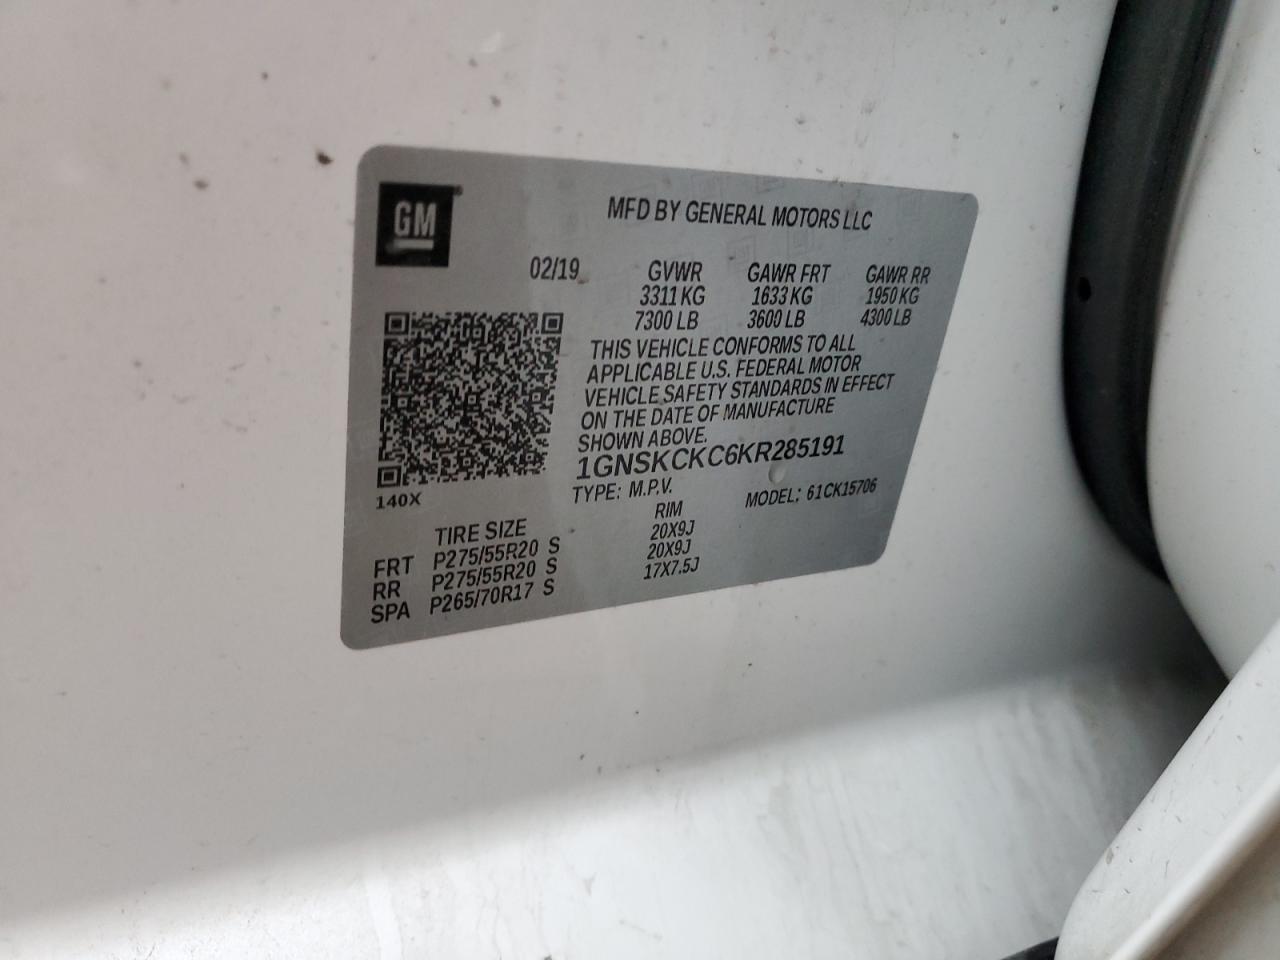 GM
MFD BY GENERAL MOTORS LLC
02/19 GVWR GAWR FRT GAWR RR
3311 KG 1633 KG 1950 KG
7300 LB 3600 LB 4300 LB
THIS VEHICLE CONFORMS TO ALL
APPLICABLE U.S. FEDERAL MOTOR
VEHICLE SAFETY STANDARDS IN EFFECT
ON THE DATE OF MANUFACTURE
SHOWN ABOVE.
1GNSKCKC6KR285191
TYPE: M.P.V. MODEL: 61CK15706
140X
TIRE SIZE RIM
FRT P275/55R20 S 20X9J
RR P275/55R20 S 20X9J
SPA P265/70R17 S 17X7.5J